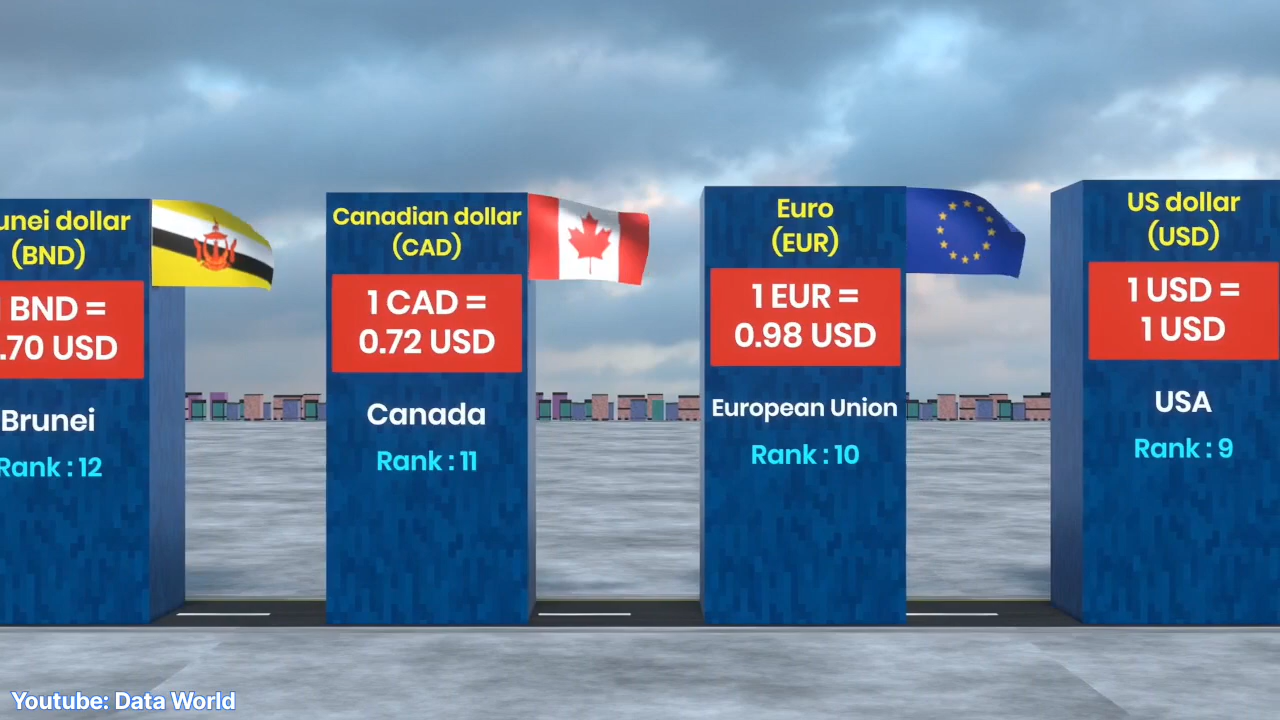 unei dollar
(BND)
BND =
.70 USD
Brunei
Rank : 12
Canadian dollar
(CAD)
1 CAD =
0.72 USD
Canada
Rank : 11
Euro
(EUR)
1 EUR =
0.98 USD
European Union
Rank : 10
US dollar
(USD)
1 USD =
1 USD
USA
Rank : 9
Youtube: Data World